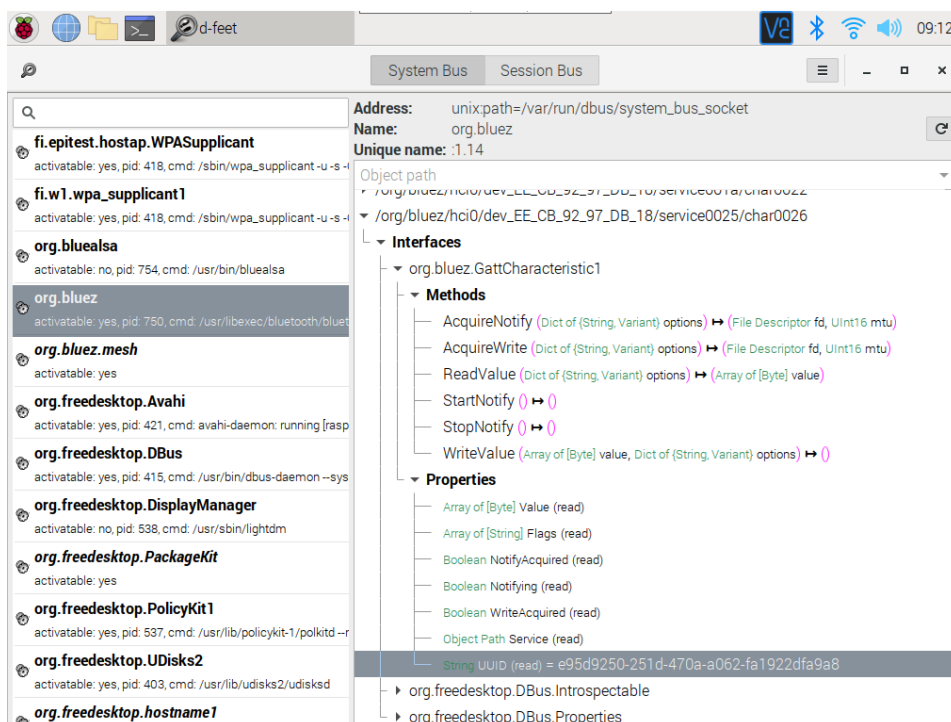 d-feet
09:12
System Bus
Session Bus
fi.epitest.hostap.WPASupplicant
activatable: yes, pid: 418, cmd: /sbin/wpa_supplicant -u -s -
fi.w1.wpa_supplicant1
activatable: yes, pid: 418, cmd: /sbin/wpa_supplicant -u -s -
org.bluealsa
activatable: no, pid: 754, cmd: /usr/bin/bluealsa
org.bluez
activatable: yes, pid: 750, cmd: /usr/libexec/bluetooth/bluet
org.bluez.mesh
activatable: yes
org.freedesktop.Avahi
activatable: yes, pid: 421, cmd: avahi-daemon: running [rasp
org.freedesktop.DBus
activatable: yes, pid: 415, cmd: /usr/bin/dbus-daemon --sys
org.freedesktop.DisplayManager
activatable: no, pid: 538, cmd: /usr/sbin/lightdm
org.freedesktop.PackageKit
activatable: yes
org.freedesktop.PolicyKit1
activatable: yes, pid: 537, cmd: /usr/lib/policykit-1/polkitd --r
org.freedesktop.UDisks2
activatable: yes, pid: 403, cmd: /usr/lib/udisks2/udisksd
org.freedesktop.hostname1
Address: unix:path=/var/run/dbus/system_bus_socket
Name: org.bluez
Unique name: :1.14
Object path
/org/bluez/hci0/dev_EE_CB_92_97_DB_18/service001a/char0022
/org/bluez/hci0/dev_EE_CB_92_97_DB_18/service0025/char0026
Interfaces
org.bluez.GattCharacteristic1
Methods
AcquireNotify (Dict of {String, Variant} options) ↦ (File Descriptor fd, UInt16 mtu)
AcquireWrite (Dict of {String, Variant} options) ↦ (File Descriptor fd, UInt16 mtu)
ReadValue (Dict of {String, Variant} options) ↦ (Array of [Byte] value)
StartNotify () ↦ ()
StopNotify () ↦ ()
WriteValue (Array of [Byte] value, Dict of {String, Variant} options) ↦ ()
Properties
Array of [Byte] Value (read)
Array of [String] Flags (read)
Boolean NotifyAcquired (read)
Boolean Notifying (read)
Boolean WriteAcquired (read)
Object Path Service (read)
String UUID (read) = e95d9250-251d-470a-a062-fa1922dfa9a8
org.freedesktop.DBus.Introspectable
org.freedesktop.DBus.Properties